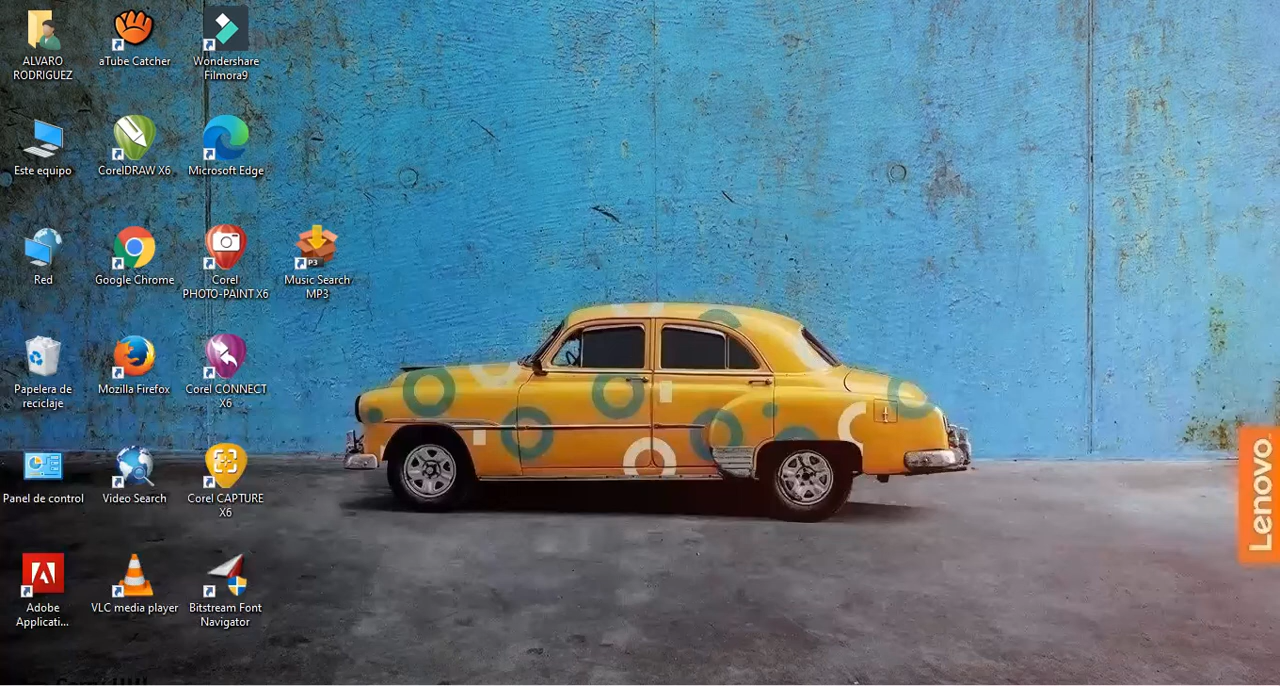 ALVARO
RODRIGUEZ
aTube Catcher
Wondershare
Filmora9
Este equipo
CorelDRAW X6
Microsoft Edge
Red
Google Chrome
Corel
PHOTO-PAINT X6
P3
Music Search
MP3
Papelera de
reciclaje
Mozilla Firefox
Corel CONNECT
X6
Panel de control
Video Search
Corel CAPTURE
X6
Adobe
Applicati...
VLC media player
Bitstream Font
Navigator
Lenovo